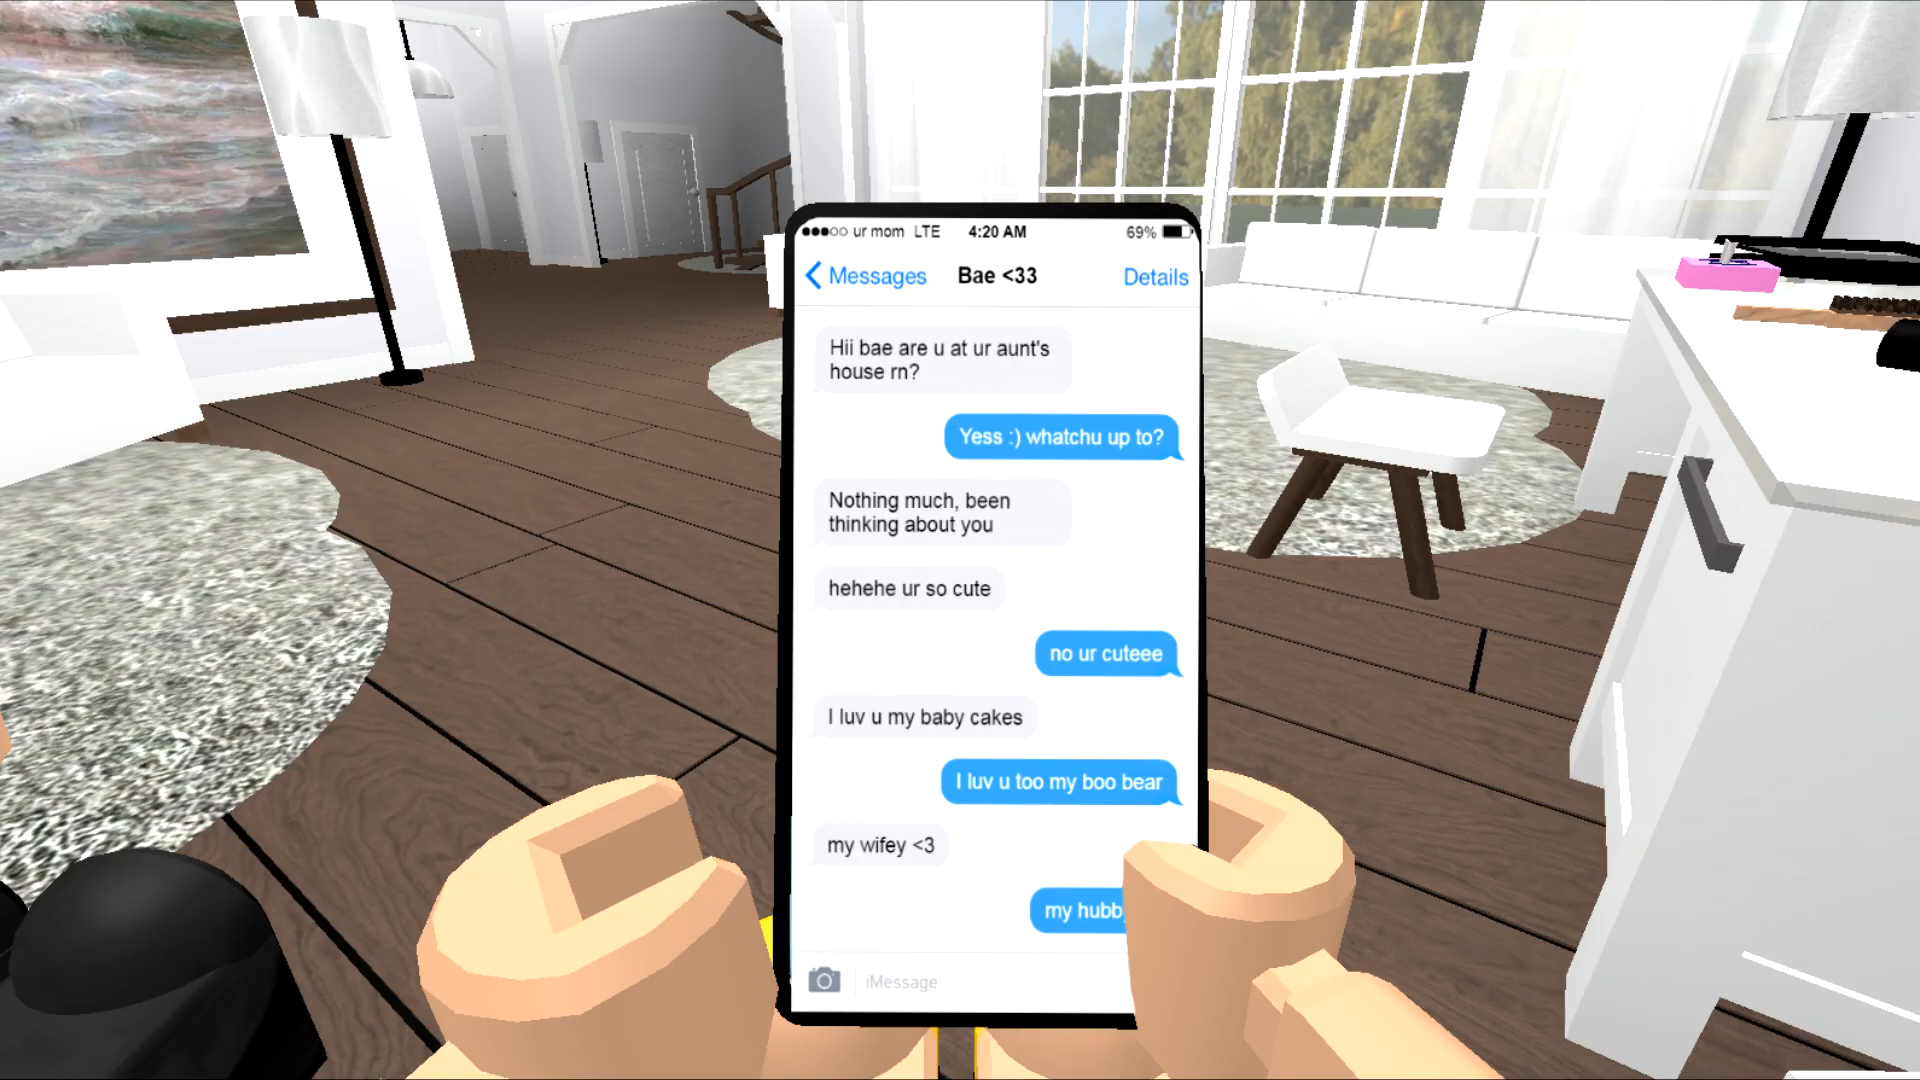 ur mom LTE 4:20 AM 69%
Messages Bae <33 Details
Hii bae are u at ur aunt's
house rn?
Yess :) whatchu up to?
Nothing much, been
thinking about you
hehehe ur so cute
no ur cuteee
I luv u my baby cakes
I luv u too my boo bear
my wifey <3
my
iMessage